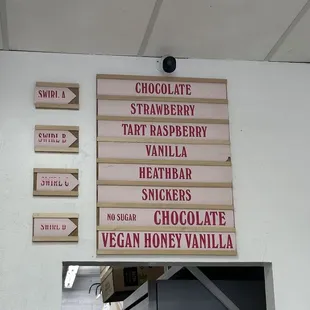 CHOCOLATE
SWIRL A
STRAWBERRY
TART RASPBERRY
SWIRL B
VANILLA
HEATHBAR
SWIRL C
SNICKERS
NO SUGAR CHOCOLATE
SWIRL D
VEGAN HONEY VANILLA